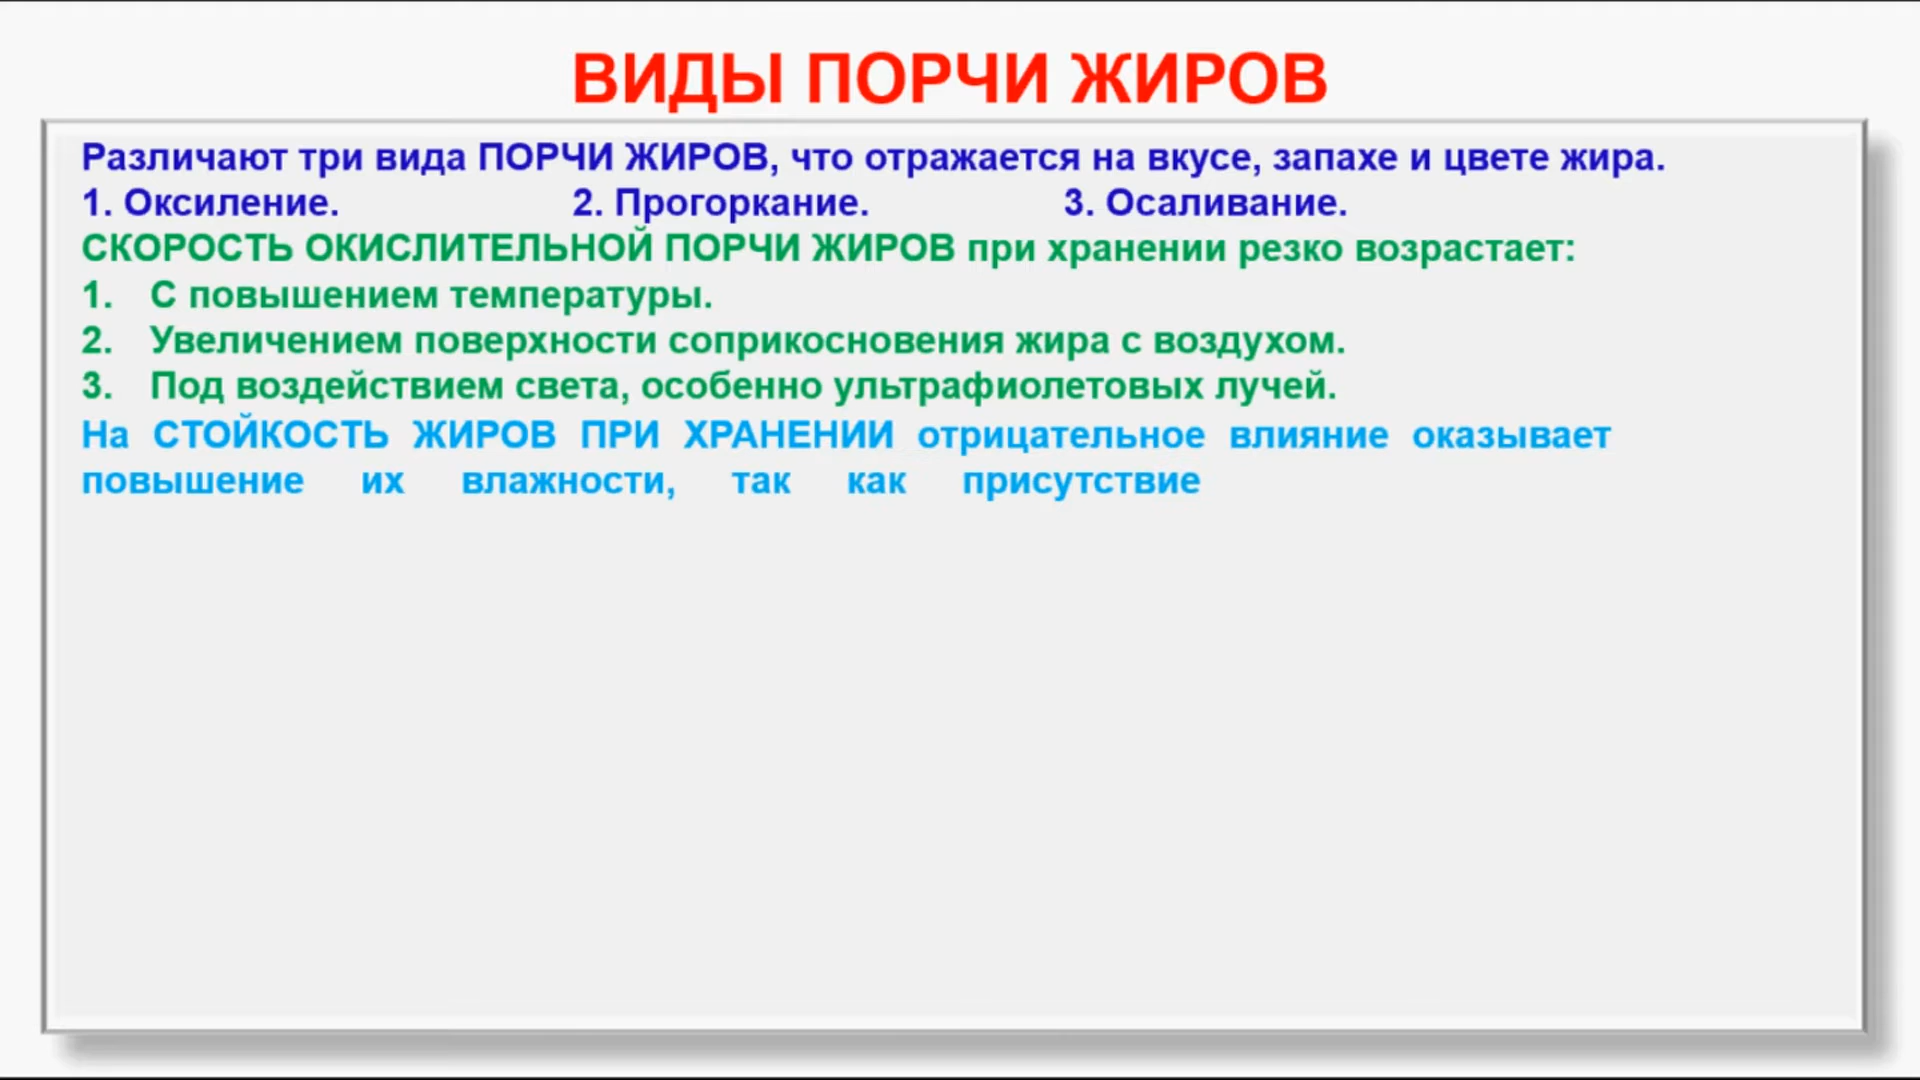 ВИДЫ ПОРЧИ ЖИРОВ
Различают три вида ПОРЧИ ЖИРОВ, что отражается на вкусе, запахе и цвете жира.
1. Оксиление. 2. Прогоркание. 3. Осаливание.
СКОРОСТЬ ОКИСЛИТЕЛЬНОЙ ПОРЧИ ЖИРОВ при хранении резко возрастает:
1. С повышением температуры.
2. Увеличением поверхности соприкосновения жира с воздухом.
3. Под воздействием света, особенно ультрафиолетовых лучей.
На СТОЙКОСТЬ ЖИРОВ ПРИ ХРАНЕНИИ отрицательное влияние оказывает
повышение их влажности, так как присутствие